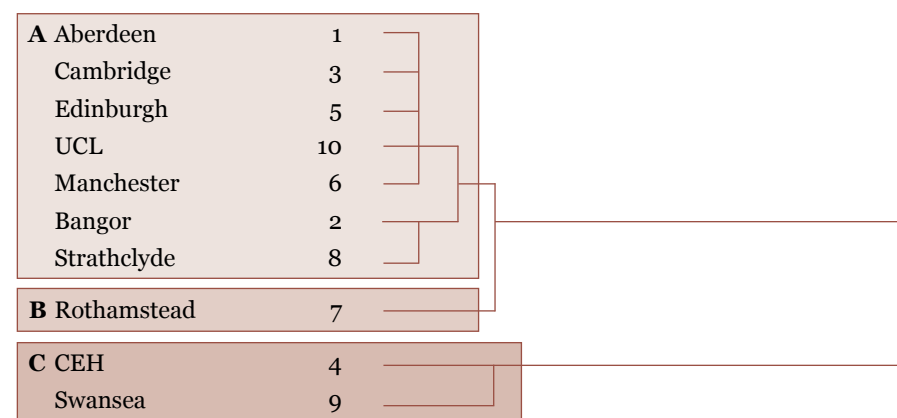 A Aberdeen 1
Cambridge 3
Edinburgh 5
UCL 10
Manchester 6
Bangor 2
Strathclyde 8
B Rothamstead 7
C CEH 4
Swansea 9